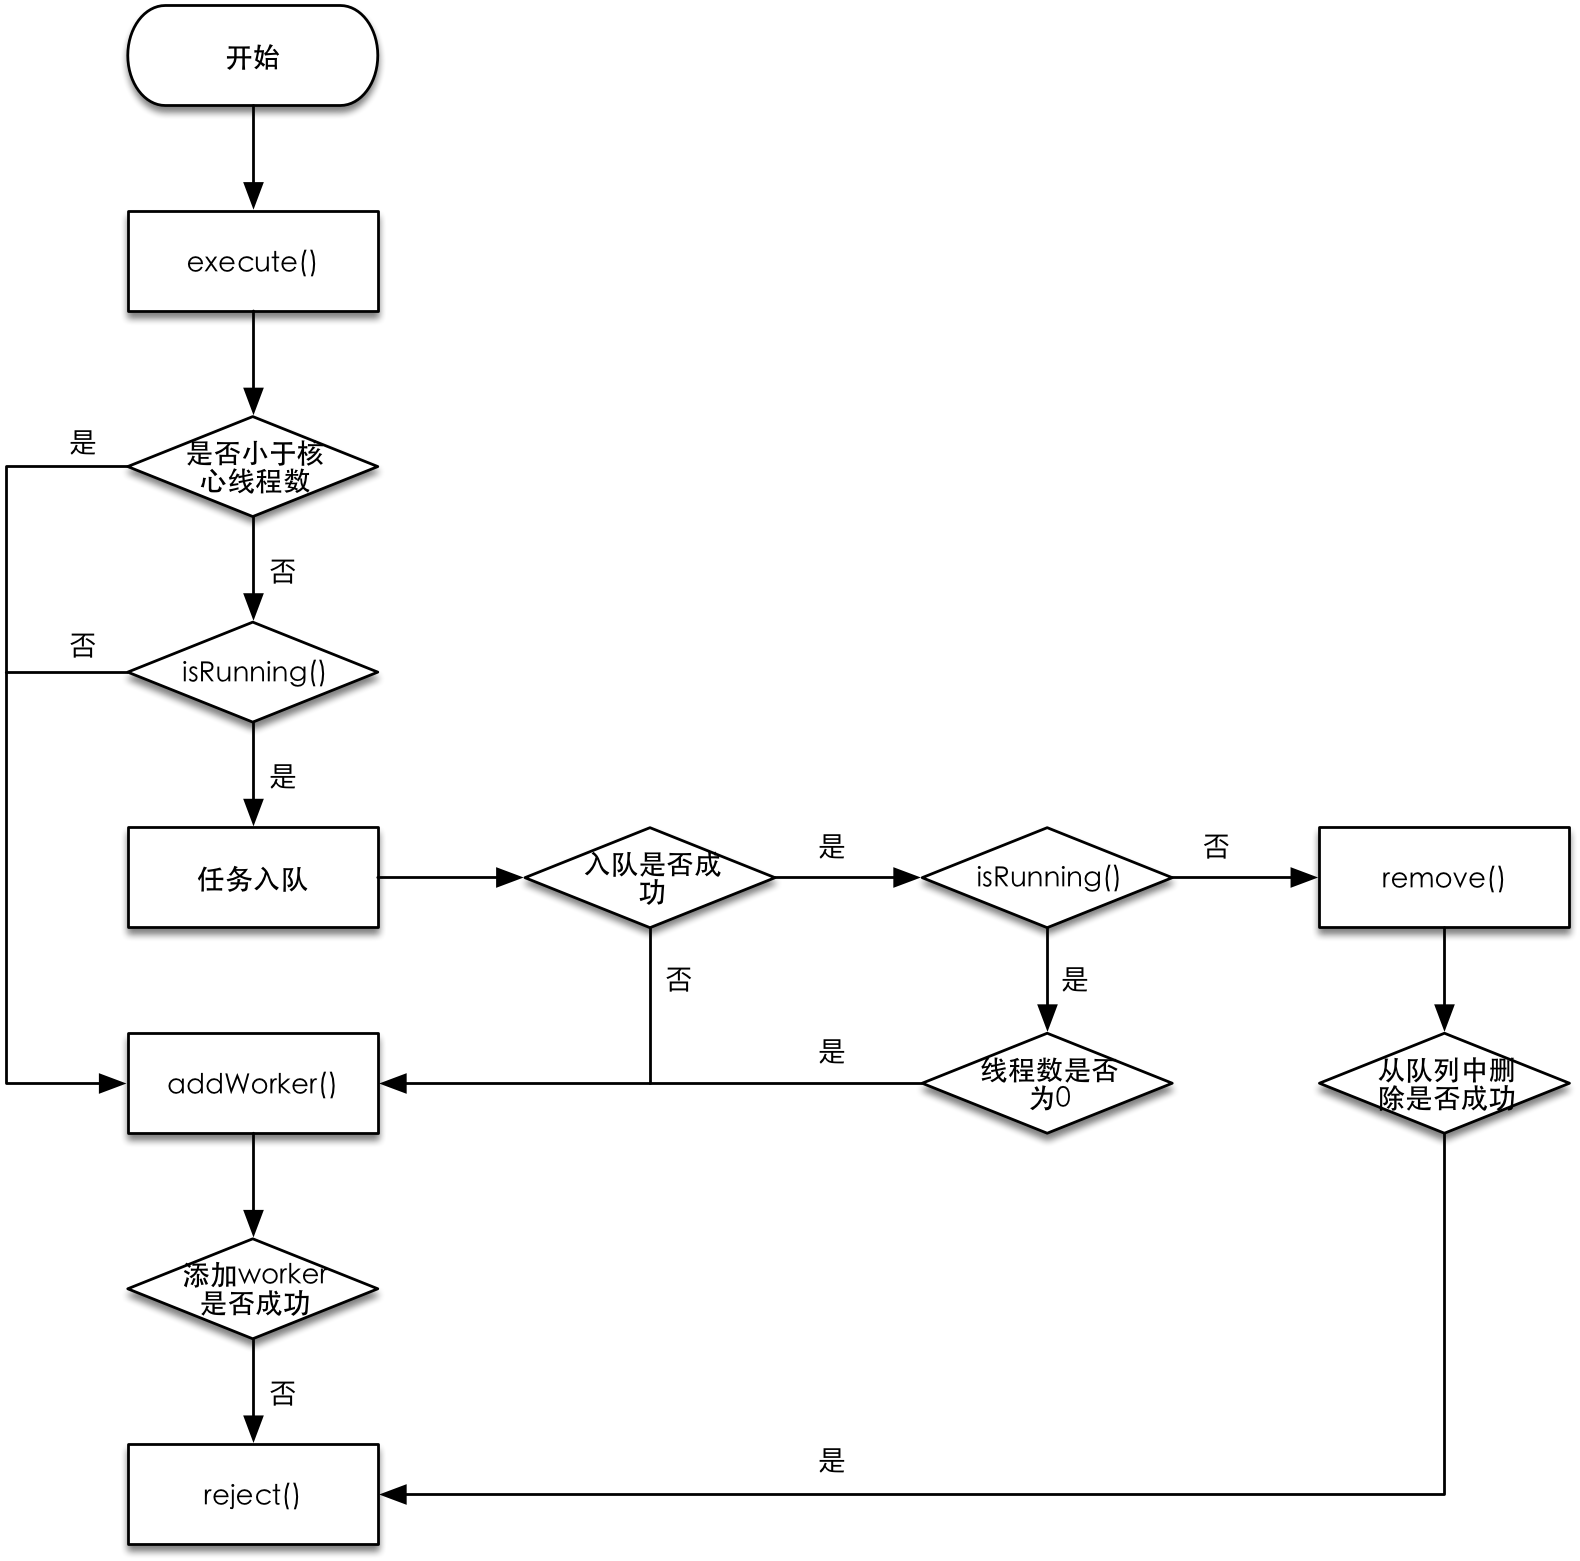 开始
execute()
是
是否小于核
心线程数
否
否
isRunning()
是
任务入队
入队是否成
功
是
isRunning()
否
remove()
否
是
addWorker()
是
线程数是否
为0
从队列中删
除是否成功
添加worker
是否成功
否
是
reject()